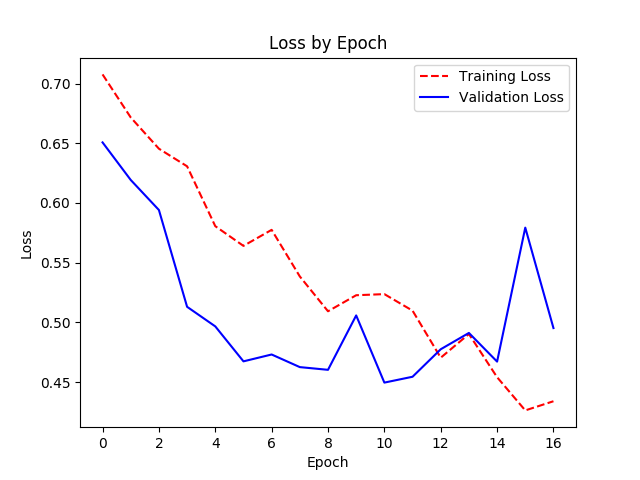 Loss by Epoch
Training Loss
Validation Loss
0.70
0.65
0.60
0.55
0.50
0.45
Loss
0 2 4 6 8 10 12 14 16
Epoch